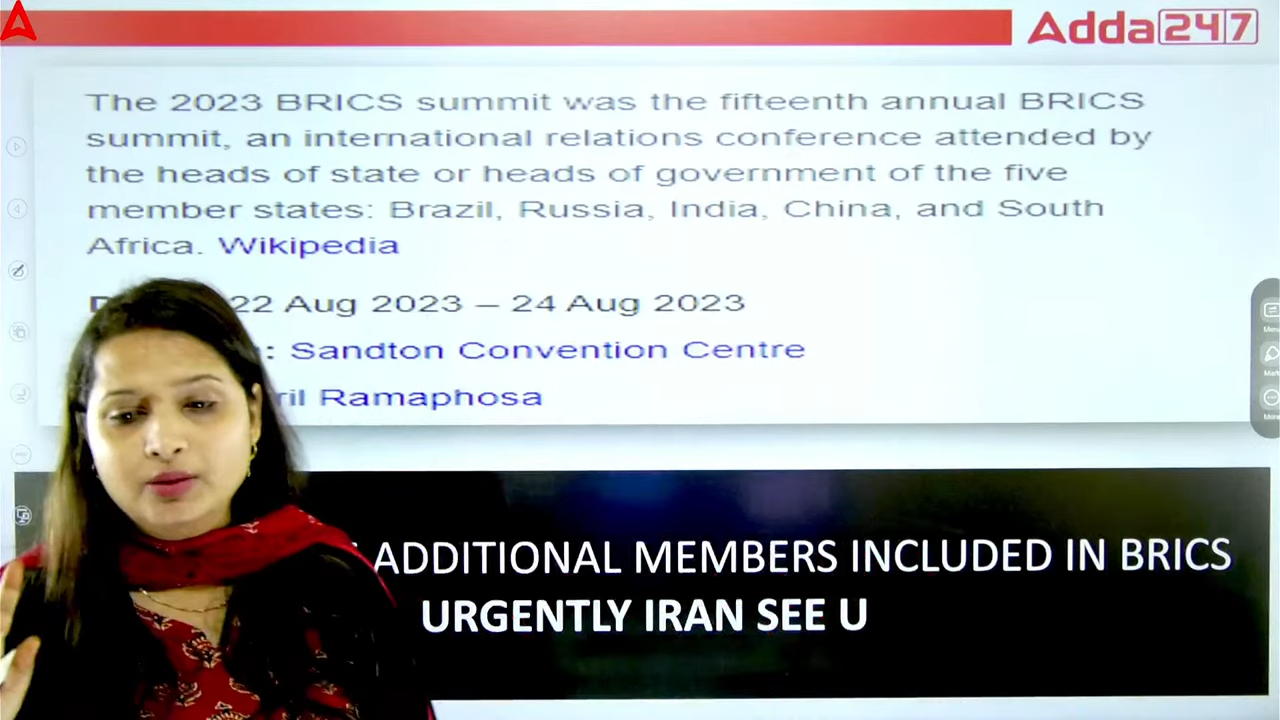 Adda247
The 2023 BRICS summit was the fifteenth annual BRICS
summit, an international relations conference attended by
the heads of state or heads of government of the five
member states: Brazil, Russia, India, China, and South
Africa. Wikipedia
22 Aug 2023 – 24 Aug 2023
: Sandton Convention Centre
ril Ramaphosa
ADDITIONAL MEMBERS INCLUDED IN BRICS
URGENTLY IRAN SEE U